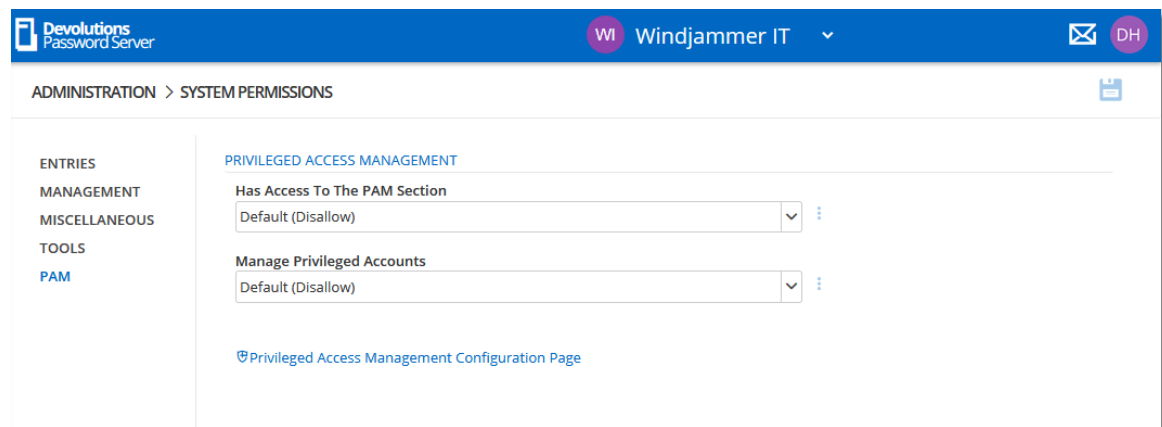 Devolutions
Password Server
WI Windjammer IT
DH
ADMINISTRATION > SYSTEM PERMISSIONS
ENTRIES
MANAGEMENT
MISCELLANEOUS
TOOLS
PAM
PRIVILEGED ACCESS MANAGEMENT
Has Access To The PAM Section
Default (Disallow)
Manage Privileged Accounts
Default (Disallow)
Privileged Access Management Configuration Page